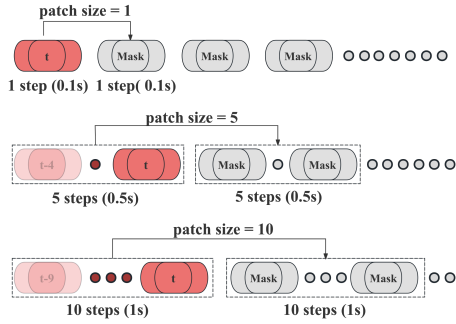 patch size = 1
t Mask Mask Mask
1 step (0.1s) 1 step( 0.1s)
patch size = 5
t-4 t Mask Mask
5 steps (0.5s) 5 steps (0.5s)
patch size = 10
t-9 t Mask Mask
10 steps (1s) 10 steps (1s)